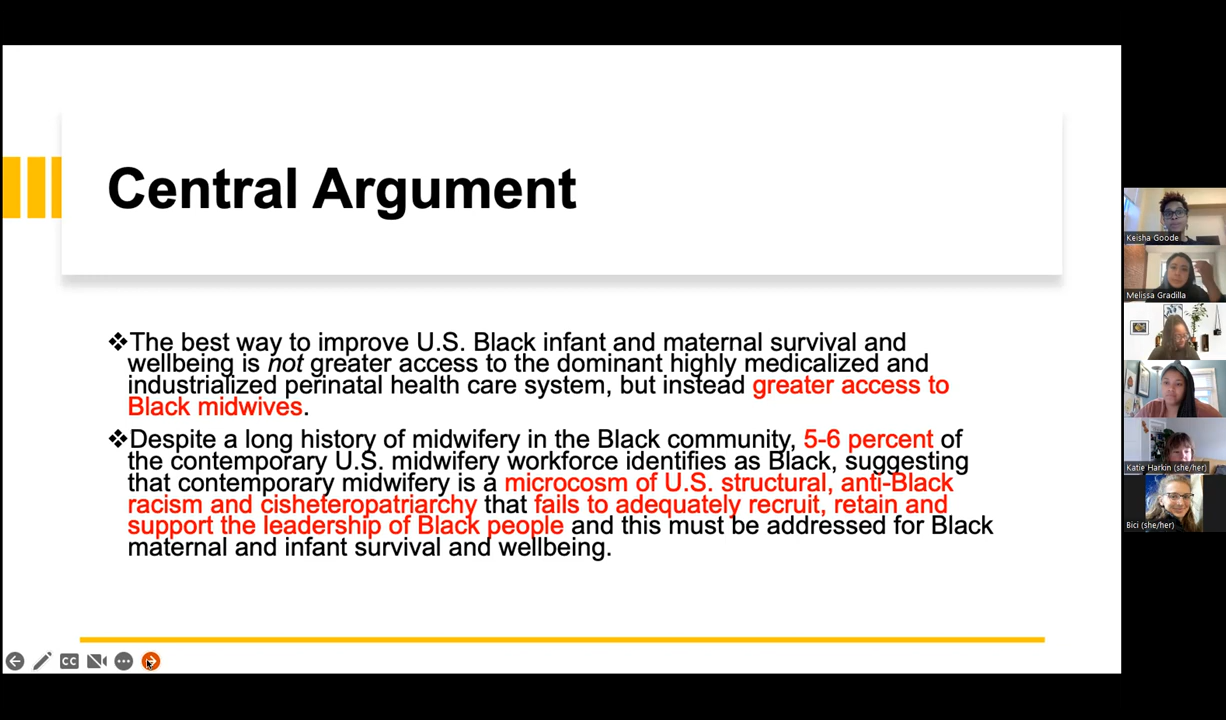 Central Argument
❖The best way to improve U.S. Black infant and maternal survival and
wellbeing is not greater access to the dominant highly medicalized and
industrialized perinatal health care system, but instead greater access to
Black midwives.
❖Despite a long history of midwifery in the Black community, 5-6 percent of
the contemporary U.S. midwifery workforce identifies as Black, suggesting
that contemporary midwifery is a microcosm of U.S. structural, anti-Black
racism and cisheteropatriarchy that fails to adequately recruit, retain and
support the leadership of Black people and this must be addressed for Black
maternal and infant survival and wellbeing.
CC
Keisha Goode
Melissa Gradilla
Katie Harkin (she/her)
Bici (she/her)